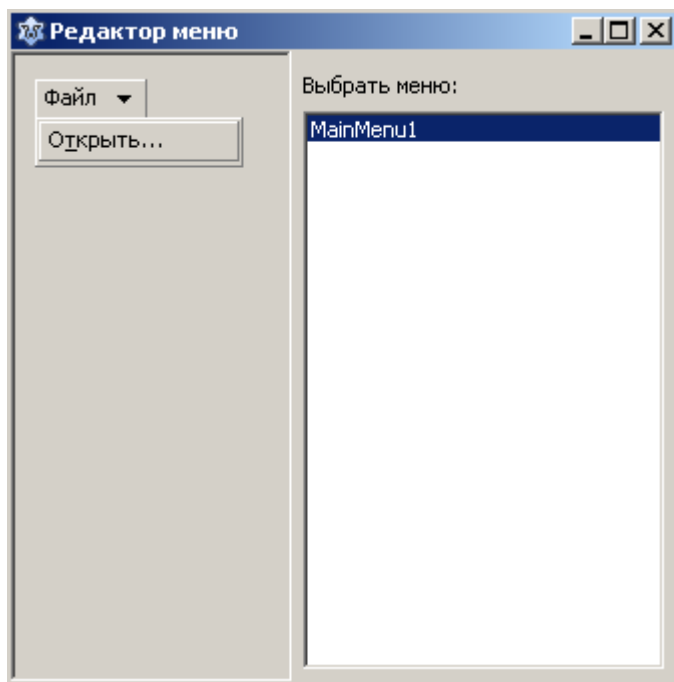 Редактор меню
Файл
Открыть...
Выбрать меню:
MainMenu1